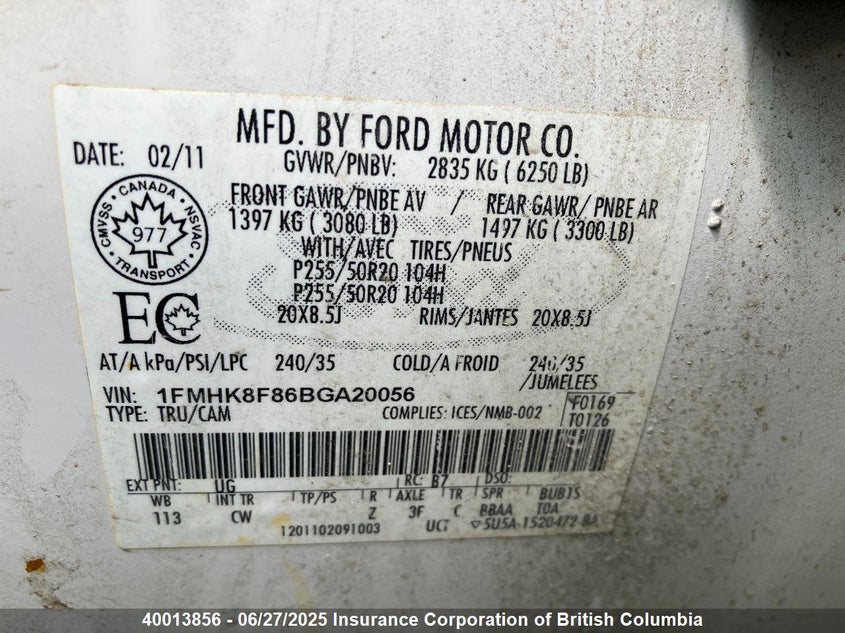 MFD. BY FORD MOTOR CO.
DATE: 02/11
GVWR/PNBV: 2835 KG ( 6250 LB)
FRONT GAWR/PNBE AV / REAR GAWR/ PNBE AR
1397 KG ( 3080 LB) 1497 KG ( 3300 LB)
WITH/AVEC TIRES/PNEUS
P255/50R20 104H
P255/50R20 104H
20X8.5J RIMS/JANTES 20X8.5J
CANADA
CMVSS NSVAC
977
TRANSPORT
EC
AT/A kPa/PSI/LPC 240/35 COLD/A FROID 240/35
/JUMELEES
VIN: 1FMHK8F86BGA20056
TYPE: TRU/CAM COMPLIES: ICES/NMB-002
F0169
T0126
EXT PNT: UG RC: B7 DSO:
WB INT TR TP/PS R AXLE TR SPR
113 CW Z 3F C BBAA TOA
1201102091003 UCT 5U5A-1520472-BA
40013856 - 06/27/2025 Insurance Corporation of British Columbia